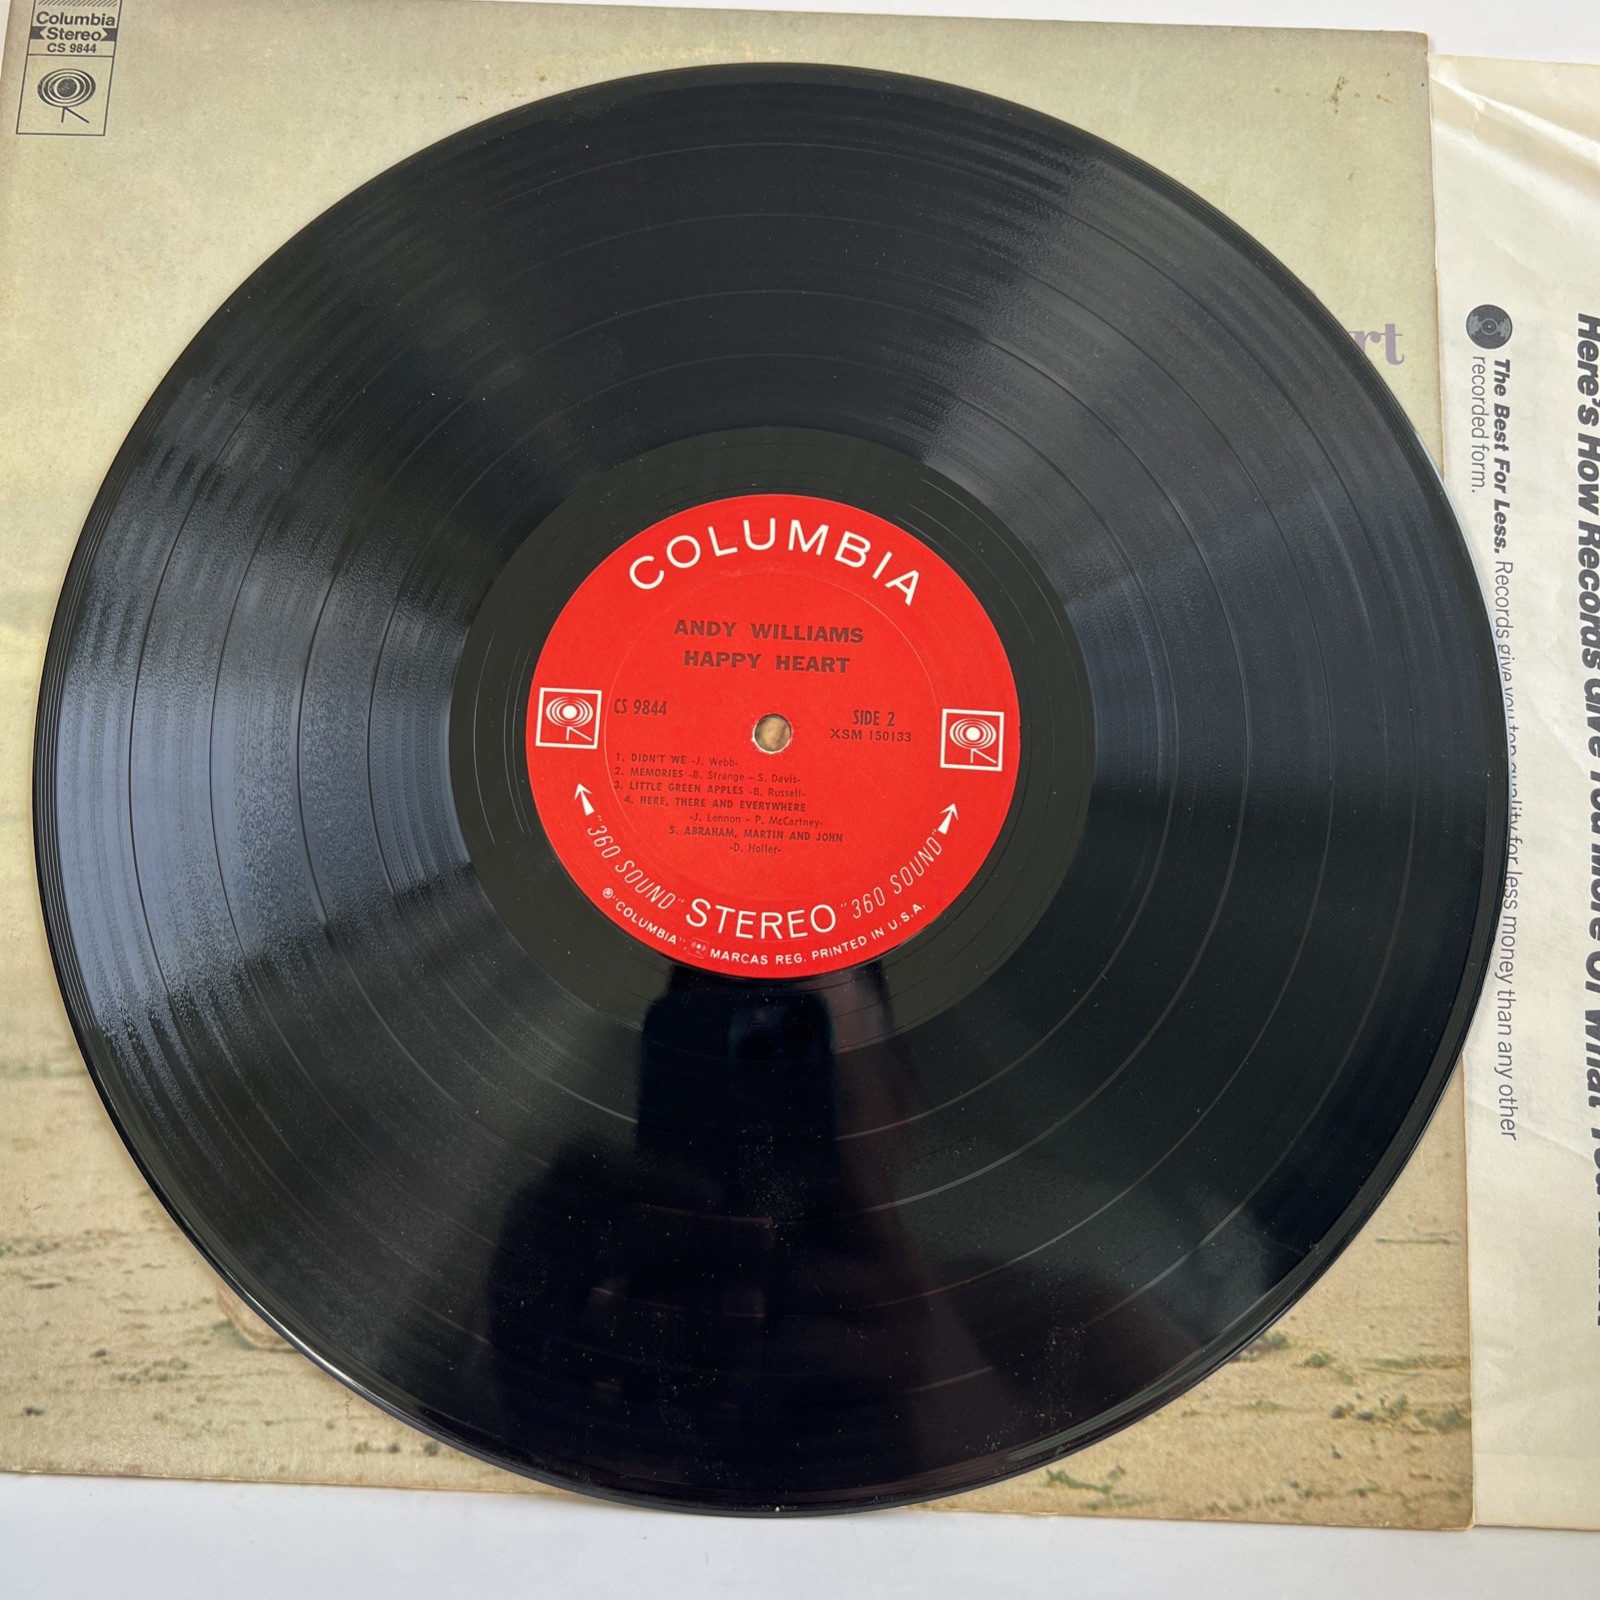 Columbia
Stereo
CS 9844
rt
COLUMBIA
ANDY WILLIAMS
HAPPY HEART
CS 9844
SIDE 2
XSM 150133
1. DIDN'T WE -J. Webb-
2. MEMORIES -B. Strange - S. Davis-
3. LITTLE GREEN APPLES -B. Russell-
4. HERE, THERE AND EVERYWHERE
-J. Lennon - P. McCartney-
5. ABRAHAM, MARTIN AND JOHN
-D. Holler-
"360 SOUND" STEREO "360 SOUND"
® "COLUMBIA", MARCAS REG. PRINTED IN U.S.A.
Here's How Records Give You More Of What You
The Best For Less. Records give you top quality for less money than any other
recorded form.